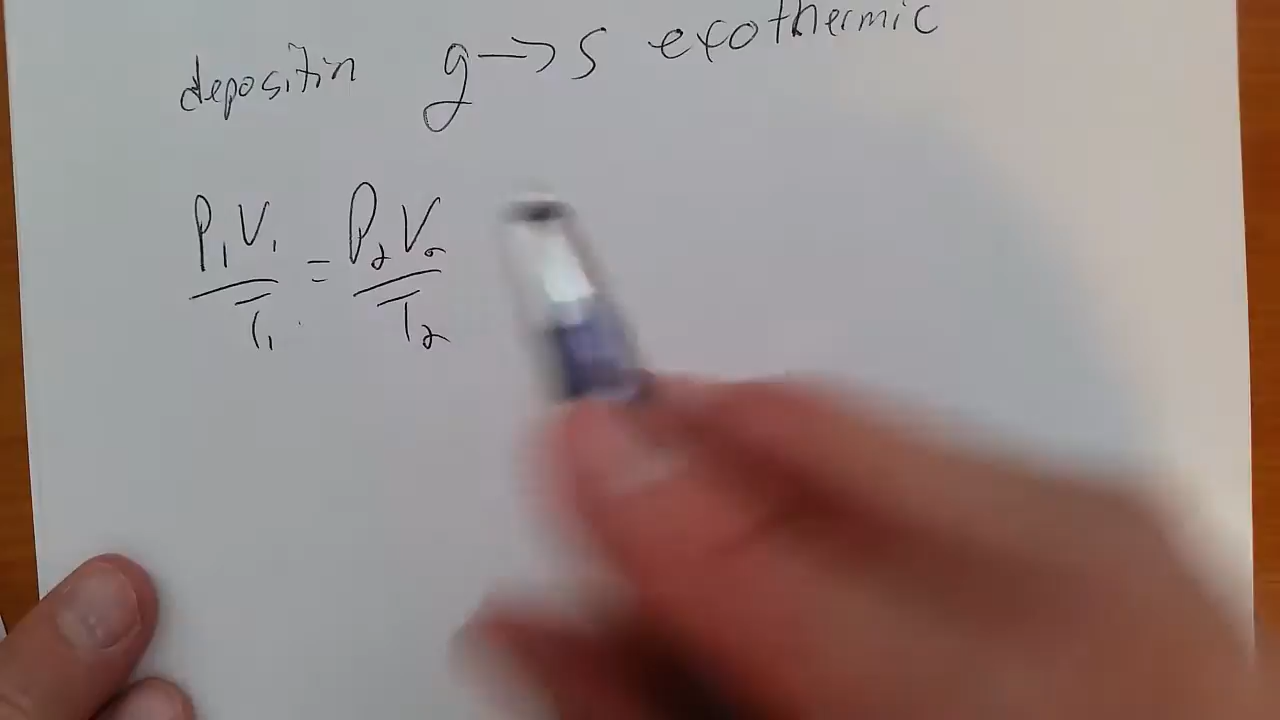 depositin g → s exothermic
P₁V₁ = P₂V₂
T₁ T₂